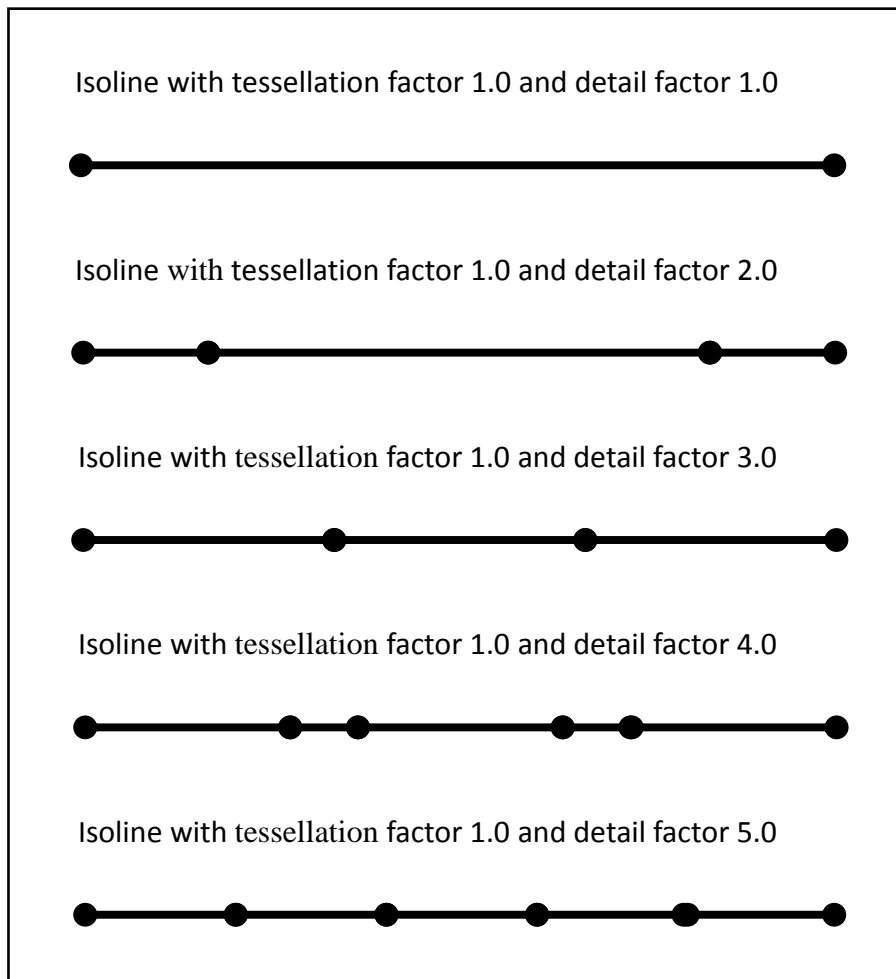 Isoline with tessellation factor 1.0 and detail factor 1.0
Isoline with tessellation factor 1.0 and detail factor 2.0
Isoline with tessellation factor 1.0 and detail factor 3.0
Isoline with tessellation factor 1.0 and detail factor 4.0
Isoline with tessellation factor 1.0 and detail factor 5.0